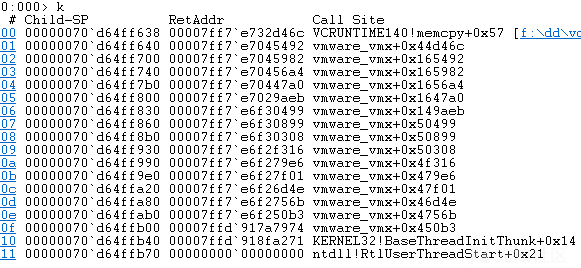 0:000> k
 # Child-SP          RetAddr           Call Site
00 00000070`d64ff638 00007ff7`e732d46c VCRUNTIME140!memcpy+0x57 [f:\dd\vc
01 00000070`d64ff640 00007ff7`e7045492 vmware_vmx+0x44d46c
02 00000070`d64ff700 00007ff7`e7045982 vmware_vmx+0x165492
03 00000070`d64ff740 00007ff7`e70456a4 vmware_vmx+0x165982
04 00000070`d64ff7b0 00007ff7`e70447a0 vmware_vmx+0x1656a4
05 00000070`d64ff800 00007ff7`e7029aeb vmware_vmx+0x1647a0
06 00000070`d64ff830 00007ff7`e6f30499 vmware_vmx+0x149aeb
07 00000070`d64ff860 00007ff7`e6f30899 vmware_vmx+0x50499
08 00000070`d64ff8b0 00007ff7`e6f30308 vmware_vmx+0x50899
09 00000070`d64ff930 00007ff7`e6f2f316 vmware_vmx+0x50308
0a 00000070`d64ff990 00007ff7`e6f279e6 vmware_vmx+0x4f316
0b 00000070`d64ff9e0 00007ff7`e6f27f01 vmware_vmx+0x479e6
0c 00000070`d64ffa20 00007ff7`e6f26d4e vmware_vmx+0x47f01
0d 00000070`d64ffa80 00007ff7`e6f2756b vmware_vmx+0x46d4e
0e 00000070`d64ffab0 00007ff7`e6f250b3 vmware_vmx+0x4756b
0f 00000070`d64ffb00 00007ffd`917a7974 vmware_vmx+0x450b3
10 00000070`d64ffb40 00007ffd`918fa271 KERNEL32!BaseThreadInitThunk+0x14
11 00000070`d64ffb70 00000000`00000000 ntdll!RtlUserThreadStart+0x21